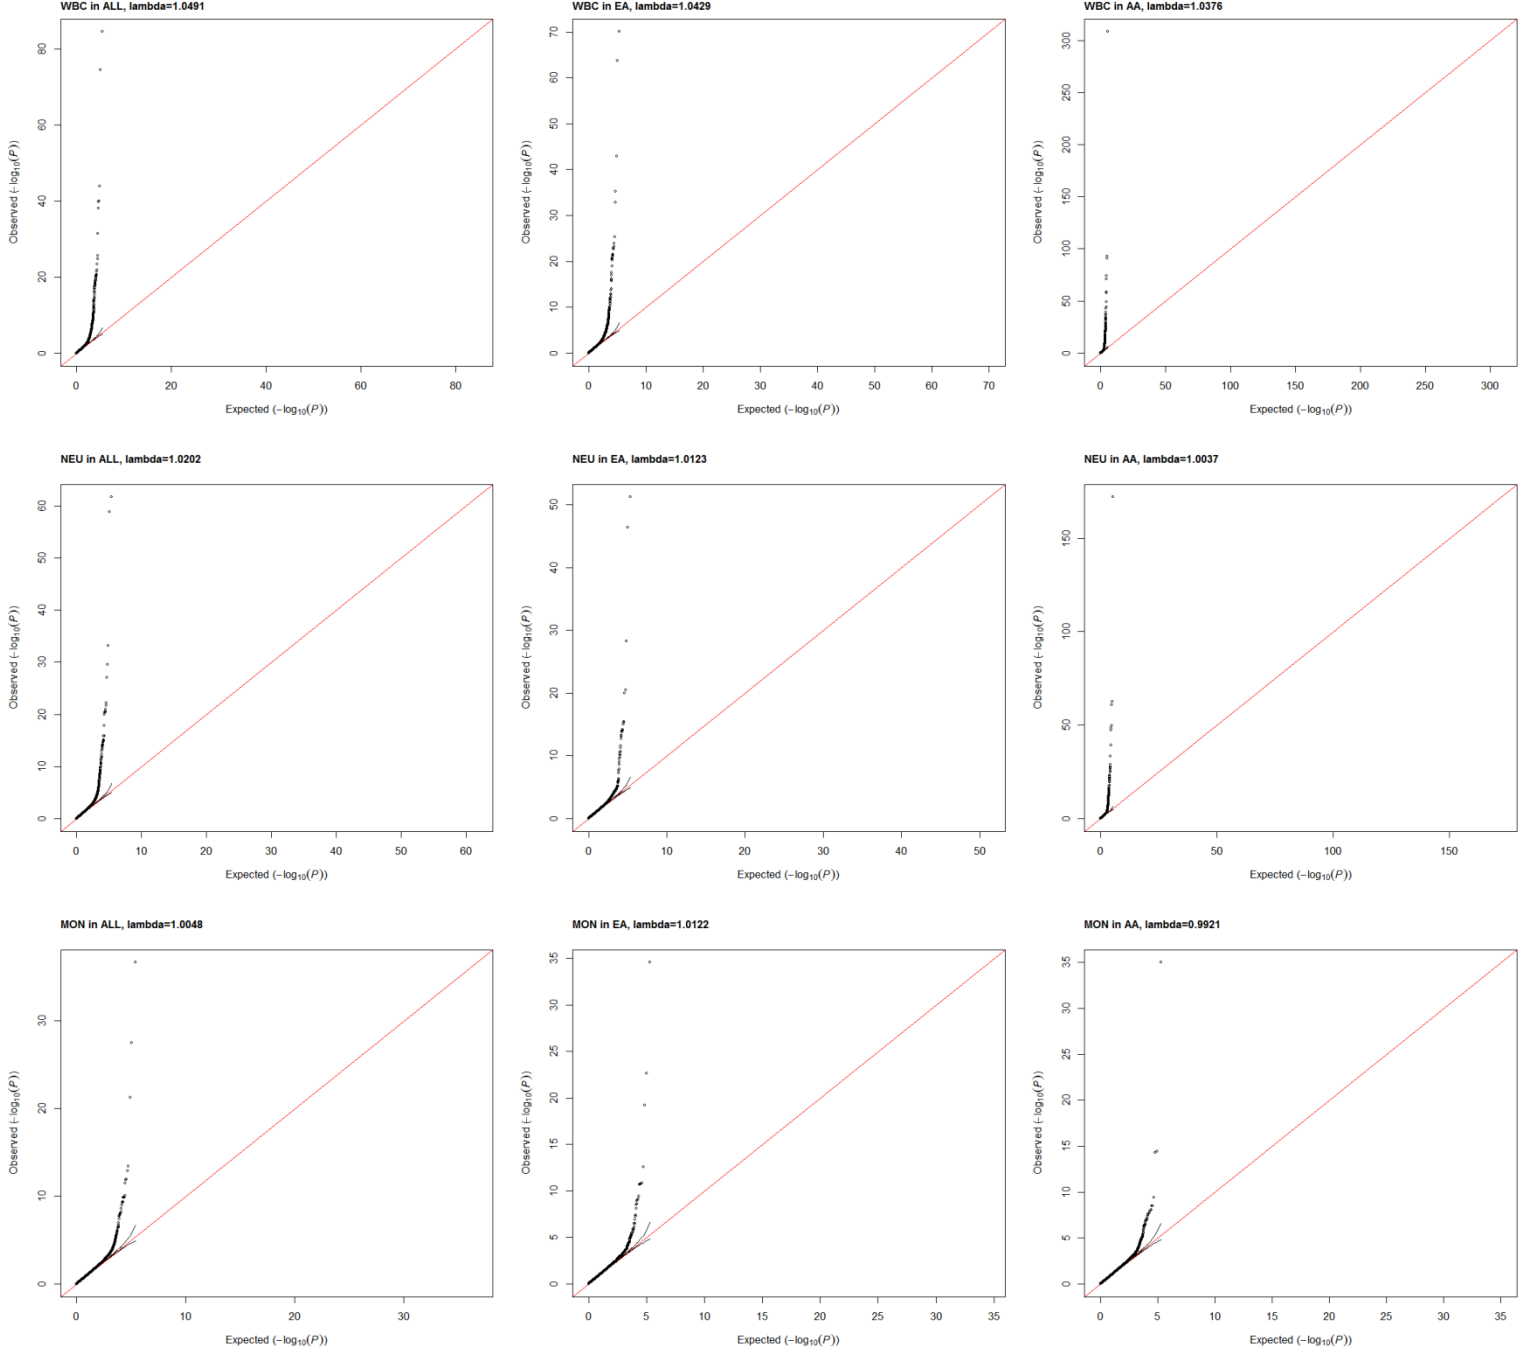 WBC in ALL, lambda=1.0491
WBC in EA, lambda=1.0429
WBC in AA, lambda=1.0376
Observed (−log10(P))
80
60
40
20
0
0 20 40 60 80
Expected (−log10(P))
Observed (−log10(P))
70
60
50
40
30
20
10
0
0 10 20 30 40 50 60 70
Expected (−log10(P))
Observed (−log10(P))
300
250
200
150
100
50
0
0 50 100 150 200 250 300
Expected (−log10(P))
NEU in ALL, lambda=1.0202
NEU in EA, lambda=1.0123
NEU in AA, lambda=1.0037
Observed (−log10(P))
60
50
40
30
20
10
0
0 10 20 30 40 50 60
Expected (−log10(P))
Observed (−log10(P))
50
40
30
20
10
0
0 10 20 30 40 50
Expected (−log10(P))
Observed (−log10(P))
150
100
50
0
0 50 100 150
Expected (−log10(P))
MON in ALL, lambda=1.0048
MON in EA, lambda=1.0122
MON in AA, lambda=0.9921
Observed (−log10(P))
30
20
10
0
0 10 20 30
Expected (−log10(P))
Observed (−log10(P))
35
30
25
20
15
10
5
0
0 5 10 15 20 25 30 35
Expected (−log10(P))
Observed (−log10(P))
35
30
25
20
15
10
5
0
0 5 10 15 20 25 30 35
Expected (−log10(P))